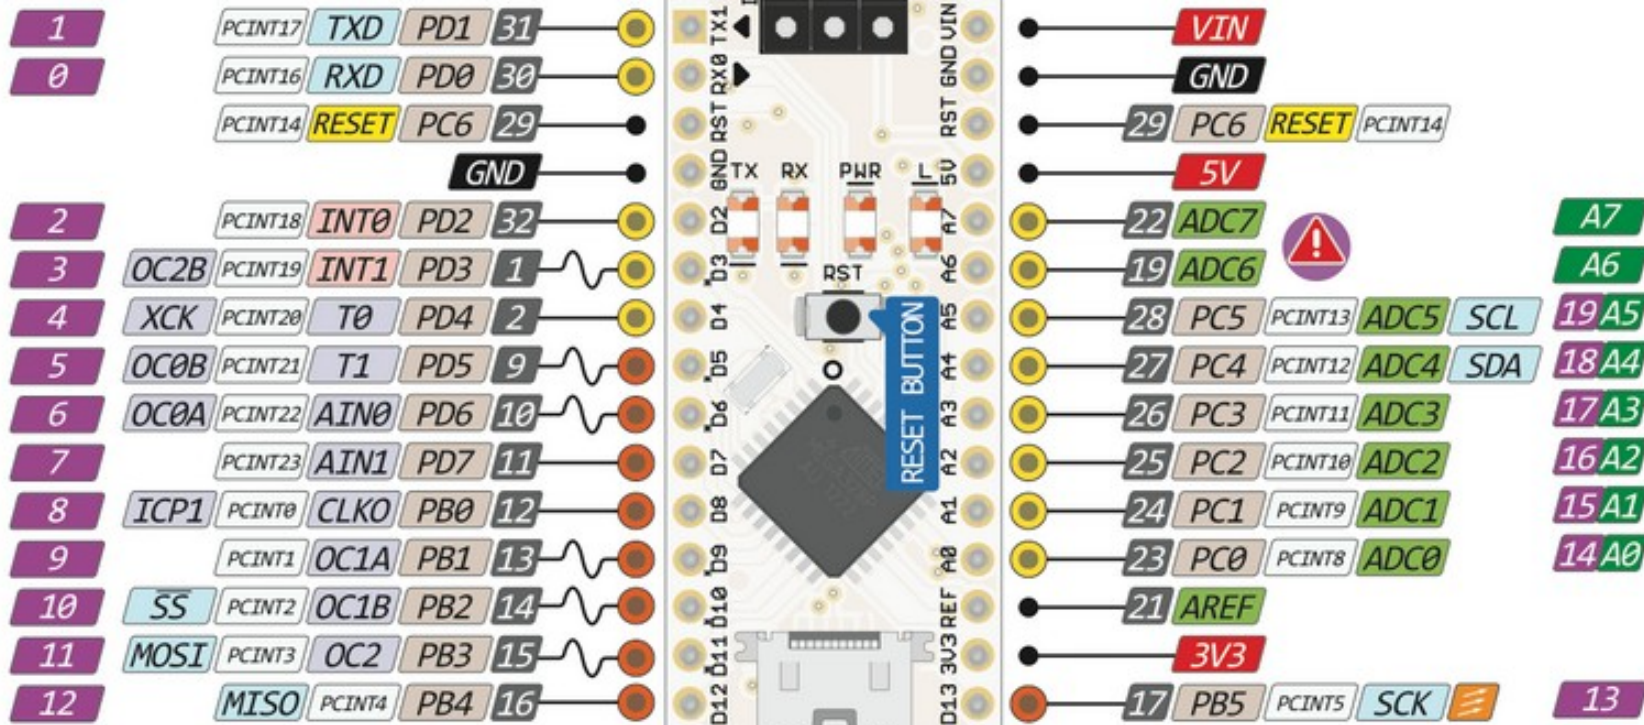 1 PCINT17 TXD PD1 31 TX1 VIN VIN
0 PCINT16 RXD PD0 30 RX0 GND GND
PCINT14 RESET PC6 29 RST RST 29 PC6 RESET PCINT14
GND GND TX RX PWR L 5V 5V
2 PCINT18 INT0 PD2 32 D2 A7 22 ADC7 A7
3 OC2B PCINT19 INT1 PD3 1 D3 RST A6 19 ADC6 A6
4 XCK PCINT20 T0 PD4 2 D4 A5 28 PC5 PCINT13 ADC5 SCL 19 A5
5 OC0B PCINT21 T1 PD5 9 D5 A4 27 PC4 PCINT12 ADC4 SDA 18 A4
RESET BUTTON
6 OC0A PCINT22 AIN0 PD6 10 D6 A3 26 PC3 PCINT11 ADC3 17 A3
7 PCINT23 AIN1 PD7 11 D7 A2 25 PC2 PCINT10 ADC2 16 A2
8 ICP1 PCINT0 CLKO PB0 12 D8 A1 24 PC1 PCINT9 ADC1 15 A1
9 PCINT1 OC1A PB1 13 D9 A0 23 PC0 PCINT8 ADC0 14 A0
10 SS PCINT2 OC1B PB2 14 D10 REF 21 AREF
11 MOSI PCINT3 OC2 PB3 15 D11 3V3 3V3
12 MISO PCINT4 PB4 16 D12 D13 17 PB5 PCINT5 SCK 13